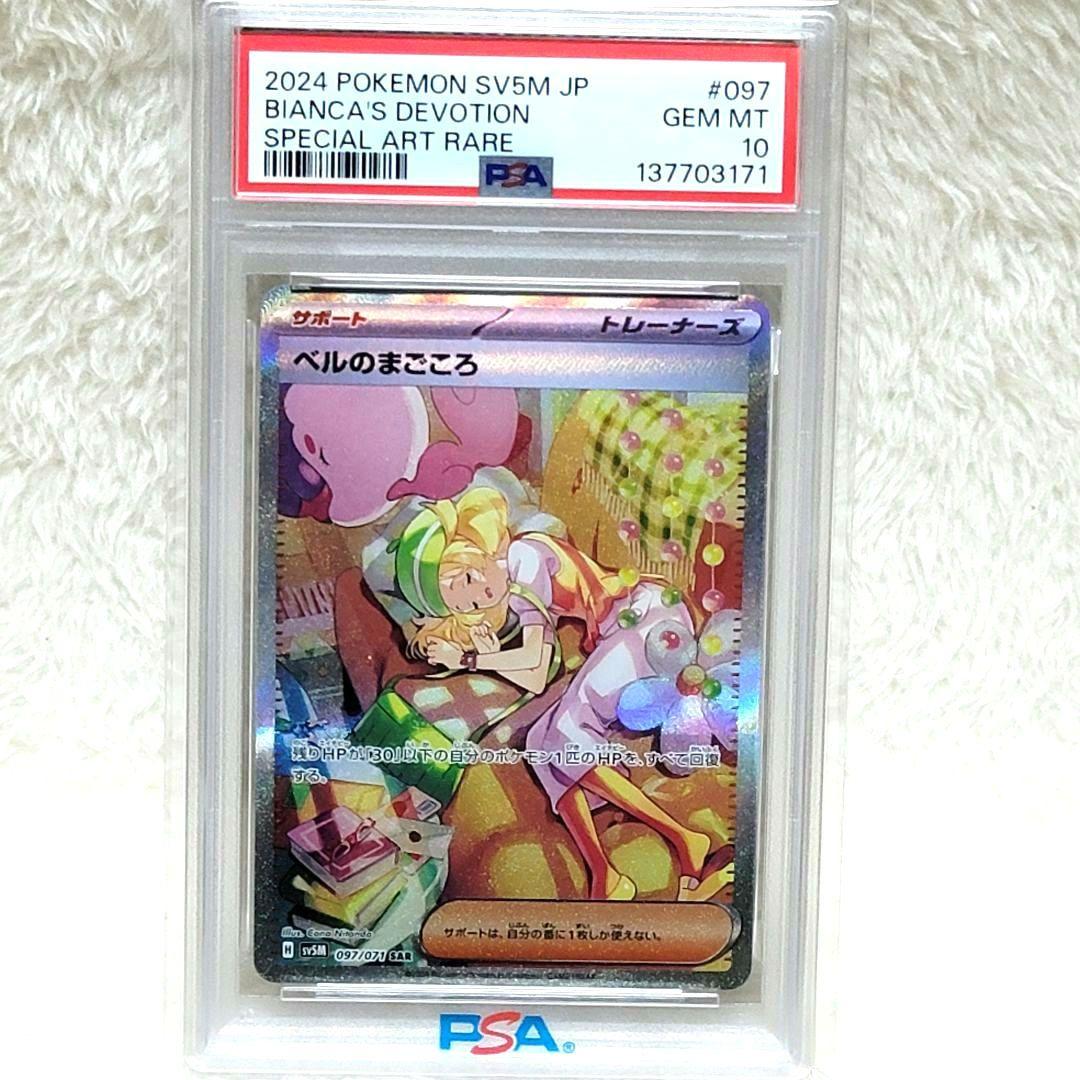 2024 POKEMON SV5M JP #097
BIANCA'S DEVOTION GEM MT
SPECIAL ART RARE 10
PSA 137703171
サポート トレーナーズ
ベルのまごころ
残りHPが「30」以下の自分のポケモン1匹のHPを、すべて回復
する。
サポートは、自分の番に1枚しか使えない。
Illus. Cona Nitanda
H SV5M 097/071 SAR
PSA®